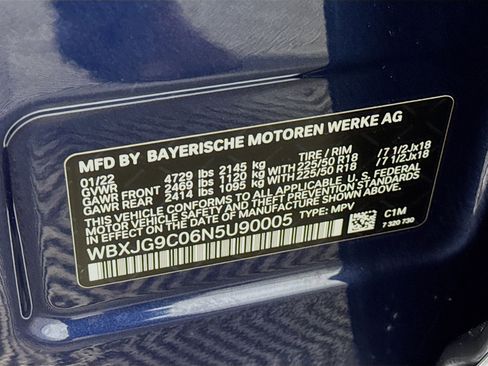 MFD BY BAYERISCHE MOTOREN WERKE AG
01/22 TIRE / RIM
GVWR 4729 lbs 2145 kg
GAWR FRONT 2469 lbs 1120 kg WITH 225/50 R18 /7 1/2Jx18
GAWR REAR 2414 lbs 1095 kg WITH 225/50 R18 /7 1/2Jx18
THIS VEHICLE CONFORMS TO ALL APPLICABLE U.S. FEDERAL
MOTOR VEHICLE SAFETY AND THEFT PREVENTION STANDARDS
IN EFFECT ON THE DATE OF MANUFACTURE SHOWN ABOVE.
WBXJG9C06N5U90005 TYPE: MPV C1M
7 320 730